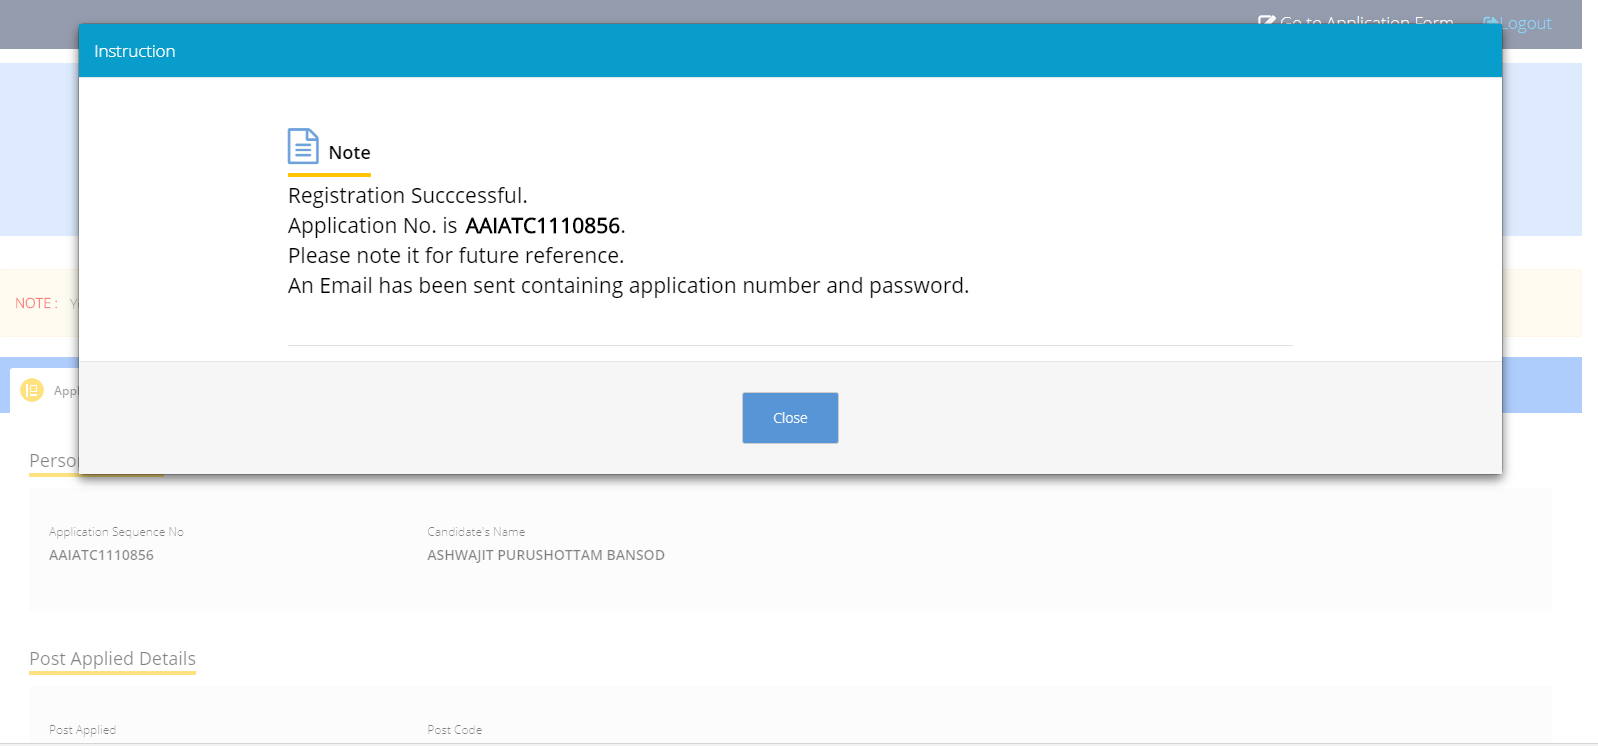 Go to Application Form Logout
Instruction
Note
Registration Succcessful.
Application No. is AAIATC1110856.
Please note it for future reference.
An Email has been sent containing application number and password.
NOTE :
Close
Application Sequence No Candidate's Name
AAIATC1110856 ASHWAJIT PURUSHOTTAM BANSOD
Post Applied Details
Post Applied Post Code